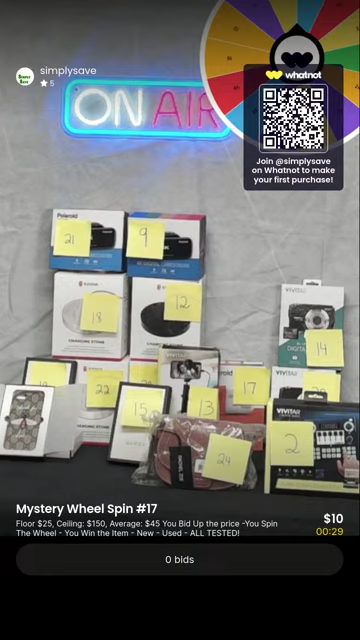 simplysave
★ 5
ON AIR
whatnot
Join @simplysave
on Whatnot to make
your first purchase!
Polaroid
21
9
18
12
VIVITAR
14
22
15
13
17
CHARGING STONE
VIVITAR
24
2
Mystery Wheel Spin #17
$10
Floor $25, Ceiling: $150, Average: $45 You Bid Up the price -You Spin
The Wheel - You Win the Item - New - Used - ALL TESTED!
00:29
0 bids